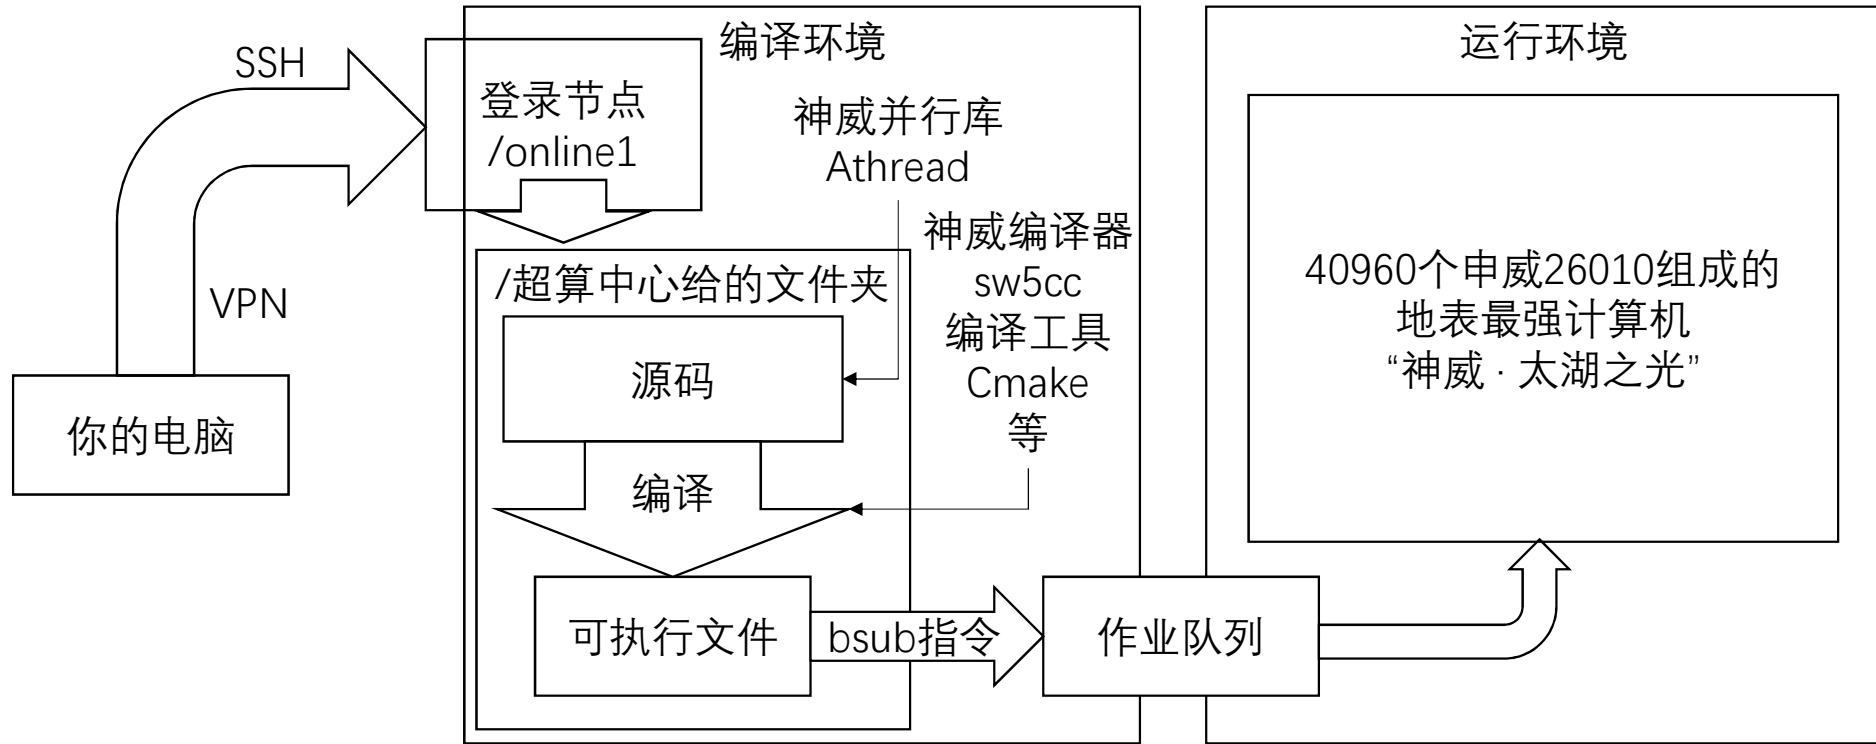 编译环境
运行环境
SSH
VPN
你的电脑
登录节点
/online1
神威并行库
Athread
神威编译器
sw5cc
编译工具
Cmake
等
/超算中心给的文件夹
源码
编译
可执行文件
bsub指令
作业队列
40960个申威26010组成的
地表最强计算机
“神威 · 太湖之光”